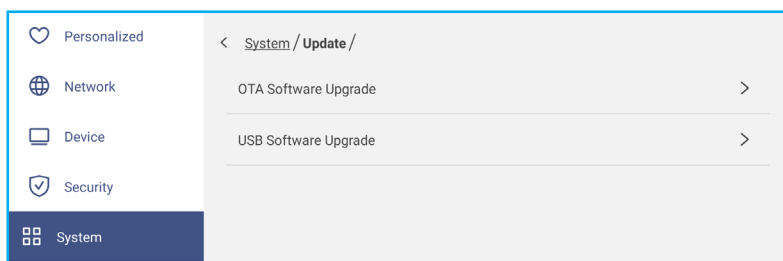 Personalized
Network
Device
Security
System
System / Update /
OTA Software Upgrade
USB Software Upgrade